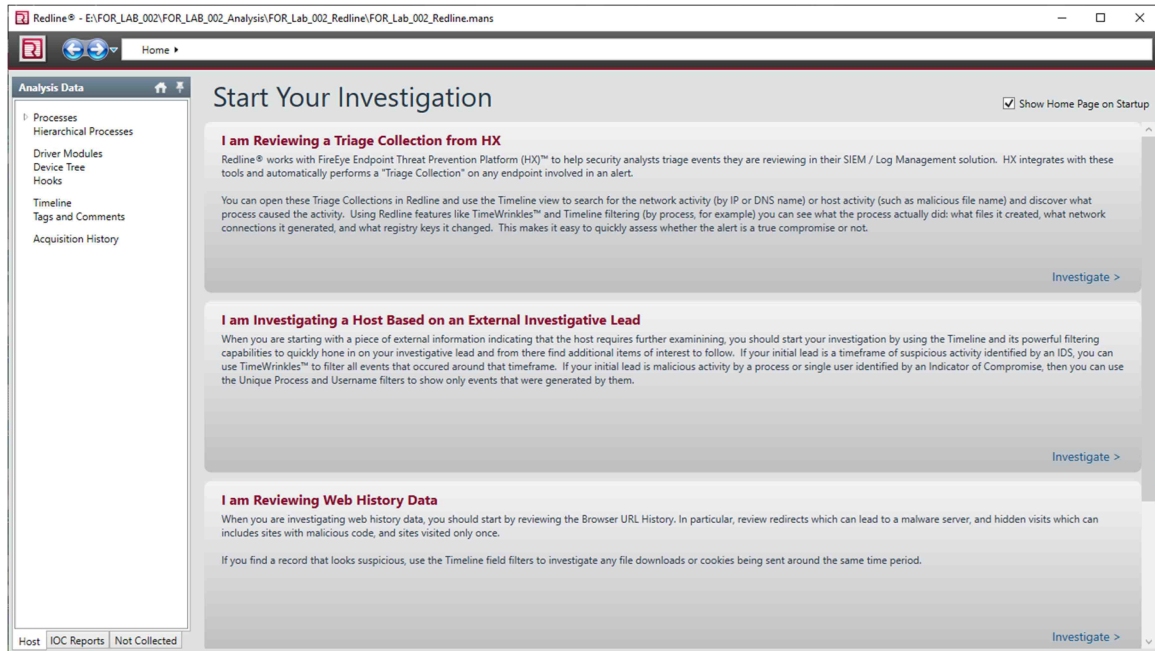 Redline® - E:\FOR_LAB_002\FOR_LAB_002_Analysis\FOR_Lab_002_Redline\FOR_Lab_002_Redline.mans
Home
Analysis Data
Processes
Hierarchical Processes
Driver Modules
Device Tree
Hooks
Timeline
Tags and Comments
Acquisition History
Host
IOC Reports
Not Collected
Start Your Investigation
Show Home Page on Startup
I am Reviewing a Triage Collection from HX
Redline® works with FireEye Endpoint Threat Prevention Platform (HX)™ to help security analysts triage events they are reviewing in their SIEM / Log Management solution. HX integrates with these
tools and automatically performs a "Triage Collection" on any endpoint involved in an alert.
You can open these Triage Collections in Redline and use the Timeline view to search for the network activity (by IP or DNS name) or host activity (such as malicious file name) and discover what
process caused the activity. Using Redline features like TimeWrinkles™ and Timeline filtering (by process, for example) you can see what the process actually did: what files it created, what network
connections it generated, and what registry keys it changed. This makes it easy to quickly assess whether the alert is a true compromise or not.
Investigate >
I am Investigating a Host Based on an External Investigative Lead
When you are starting with a piece of external information indicating that the host requires further examinining, you should start your investigation by using the Timeline and its powerful filtering
capabilities to quickly hone in on your investigative lead and from there find additional items of interest to follow. If your initial lead is a timeframe of suspicious activity identified by an IDS, you can
use TimeWrinkles™ to filter all events that occured around that timeframe. If your initial lead is malicious activity by a process or single user identified by an Indicator of Compromise, then you can use
the Unique Process and Username filters to show only events that were generated by them.
Investigate >
I am Reviewing Web History Data
When you are investigating web history data, you should start by reviewing the Browser URL History. In particular, review redirects which can lead to a malware server, and hidden visits which can
includes sites with malicious code, and sites visited only once.
If you find a record that looks suspicious, use the Timeline field filters to investigate any file downloads or cookies being sent around the same time period.
Investigate >